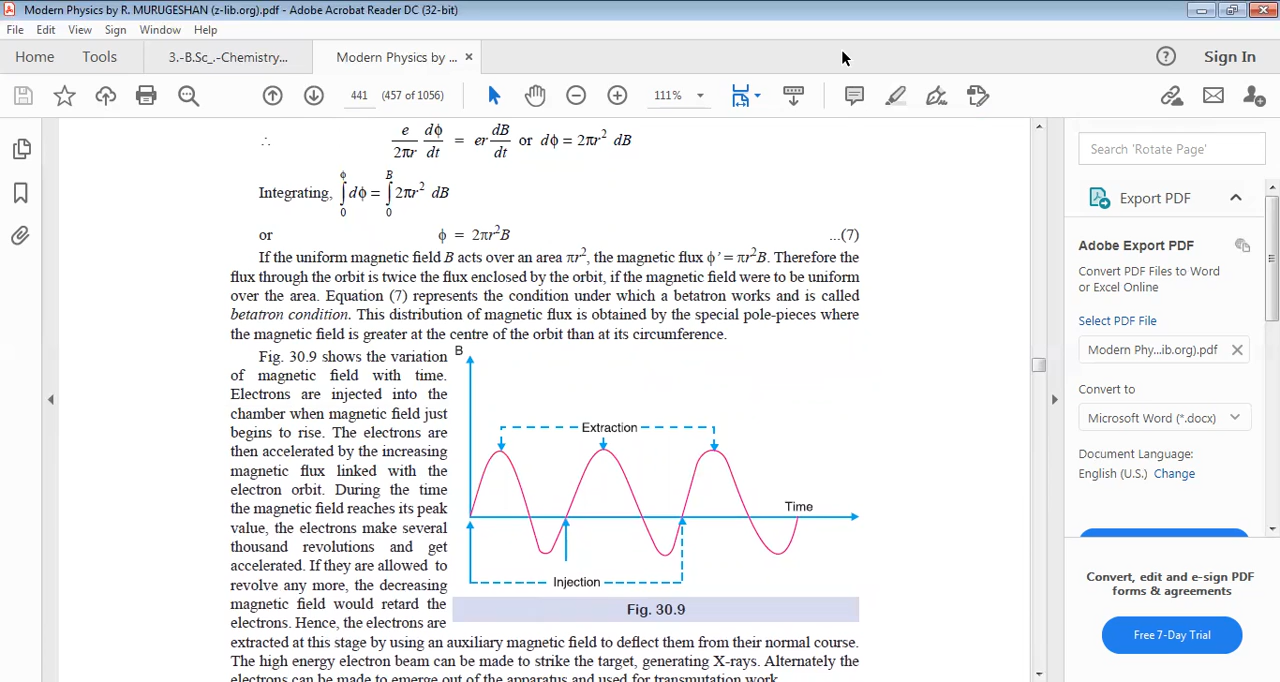 Modern Physics by R. MURUGESHAN (z-lib.org).pdf - Adobe Acrobat Reader DC (32-bit)
File Edit View Sign Window Help
Home Tools 3.-B.Sc_.-Chemistry... Modern Physics by ... × Sign In
441 (457 of 1056) 111%
∴ e/2πr dϕ/dt = er dB/dt or dϕ = 2πr² dB
Integrating, ∫₀^ϕ dϕ = ∫₀^B 2πr² dB
or ϕ = 2πr²B ...(7)
If the uniform magnetic field B acts over an area πr², the magnetic flux ϕ’ = πr²B. Therefore the
flux through the orbit is twice the flux enclosed by the orbit, if the magnetic field were to be uniform
over the area. Equation (7) represents the condition under which a betatron works and is called
betatron condition. This distribution of magnetic flux is obtained by the special pole-pieces where
the magnetic field is greater at the centre of the orbit than at its circumference.
Fig. 30.9 shows the variation
of magnetic field with time.
Electrons are injected into the
chamber when magnetic field just
begins to rise. The electrons are
then accelerated by the increasing
magnetic flux linked with the
electron orbit. During the time
the magnetic field reaches its peak
value, the electrons make several
thousand revolutions and get
accelerated. If they are allowed to
revolve any more, the decreasing
magnetic field would retard the
electrons. Hence, the electrons are
extracted at this stage by using an auxiliary magnetic field to deflect them from their normal course.
The high energy electron beam can be made to strike the target, generating X-rays. Alternately the
electrons can be made to emerge out of the apparatus and used for transmutation work.
B
Extraction
Time
Injection
Fig. 30.9
Search 'Rotate Page'
Export PDF
Adobe Export PDF
Convert PDF Files to Word
or Excel Online
Select PDF File
Modern Phy...ib.org).pdf
Convert to
Microsoft Word (*.docx)
Document Language:
English (U.S.) Change
Convert, edit and e-sign PDF
forms & agreements
Free 7-Day Trial